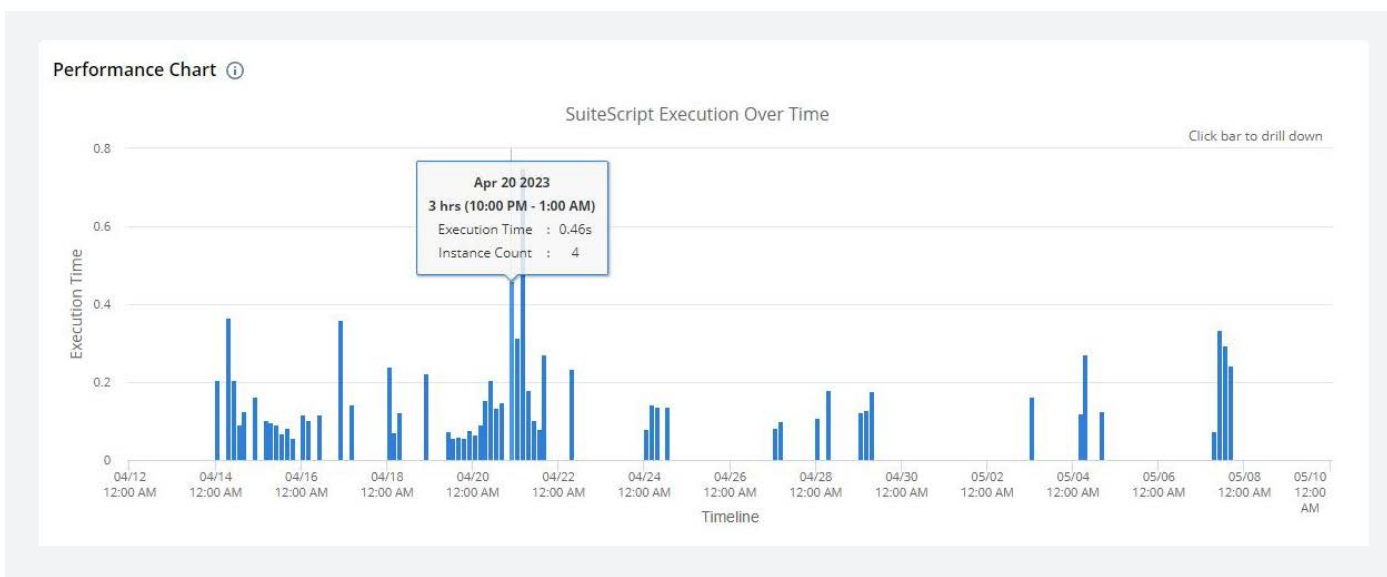 Performance Chart
SuiteScript Execution Over Time
Click bar to drill down
0.8
Apr 20 2023
3 hrs (10:00 PM - 1:00 AM)
Execution Time : 0.46s
Instance Count : 4
0.6
0.4
0.2
0
Execution Time
04/12 04/14 04/16 04/18 04/20 04/22 04/24 04/26 04/28 04/30 05/02 05/04 05/06 05/08 05/10
12:00 AM 12:00 AM 12:00 AM 12:00 AM 12:00 AM 12:00 AM 12:00 AM 12:00 AM 12:00 AM 12:00 AM 12:00 AM 12:00 AM 12:00 AM 12:00 AM 12:00
AM
Timeline